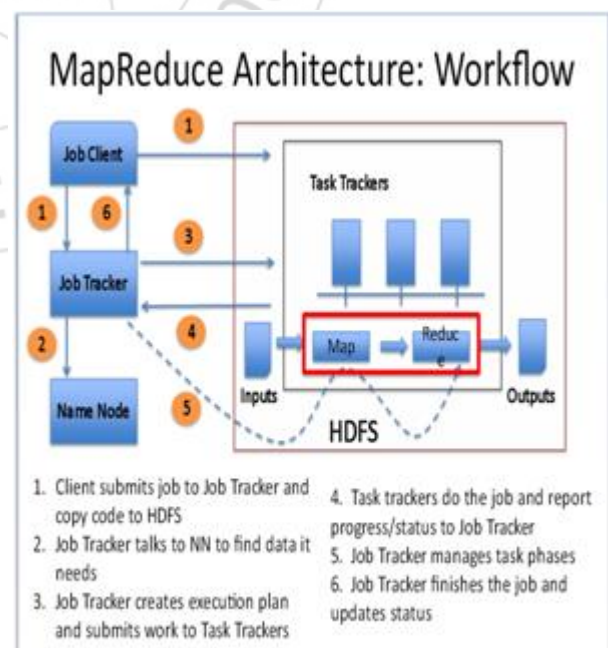 MapReduce Architecture: Workflow
Job Client
1
Task Trackers
1
6
3
Job Tracker
4
2
Map
Reduc
e
Inputs
Outputs
Name Node
5
HDFS
1. Client submits job to Job Tracker and
copy code to HDFS
2. Job Tracker talks to NN to find data it
needs
3. Job Tracker creates execution plan
and submits work to Task Trackers
4. Task trackers do the job and report
progress/status to Job Tracker
5. Job Tracker manages task phases
6. Job Tracker finishes the job and
updates status